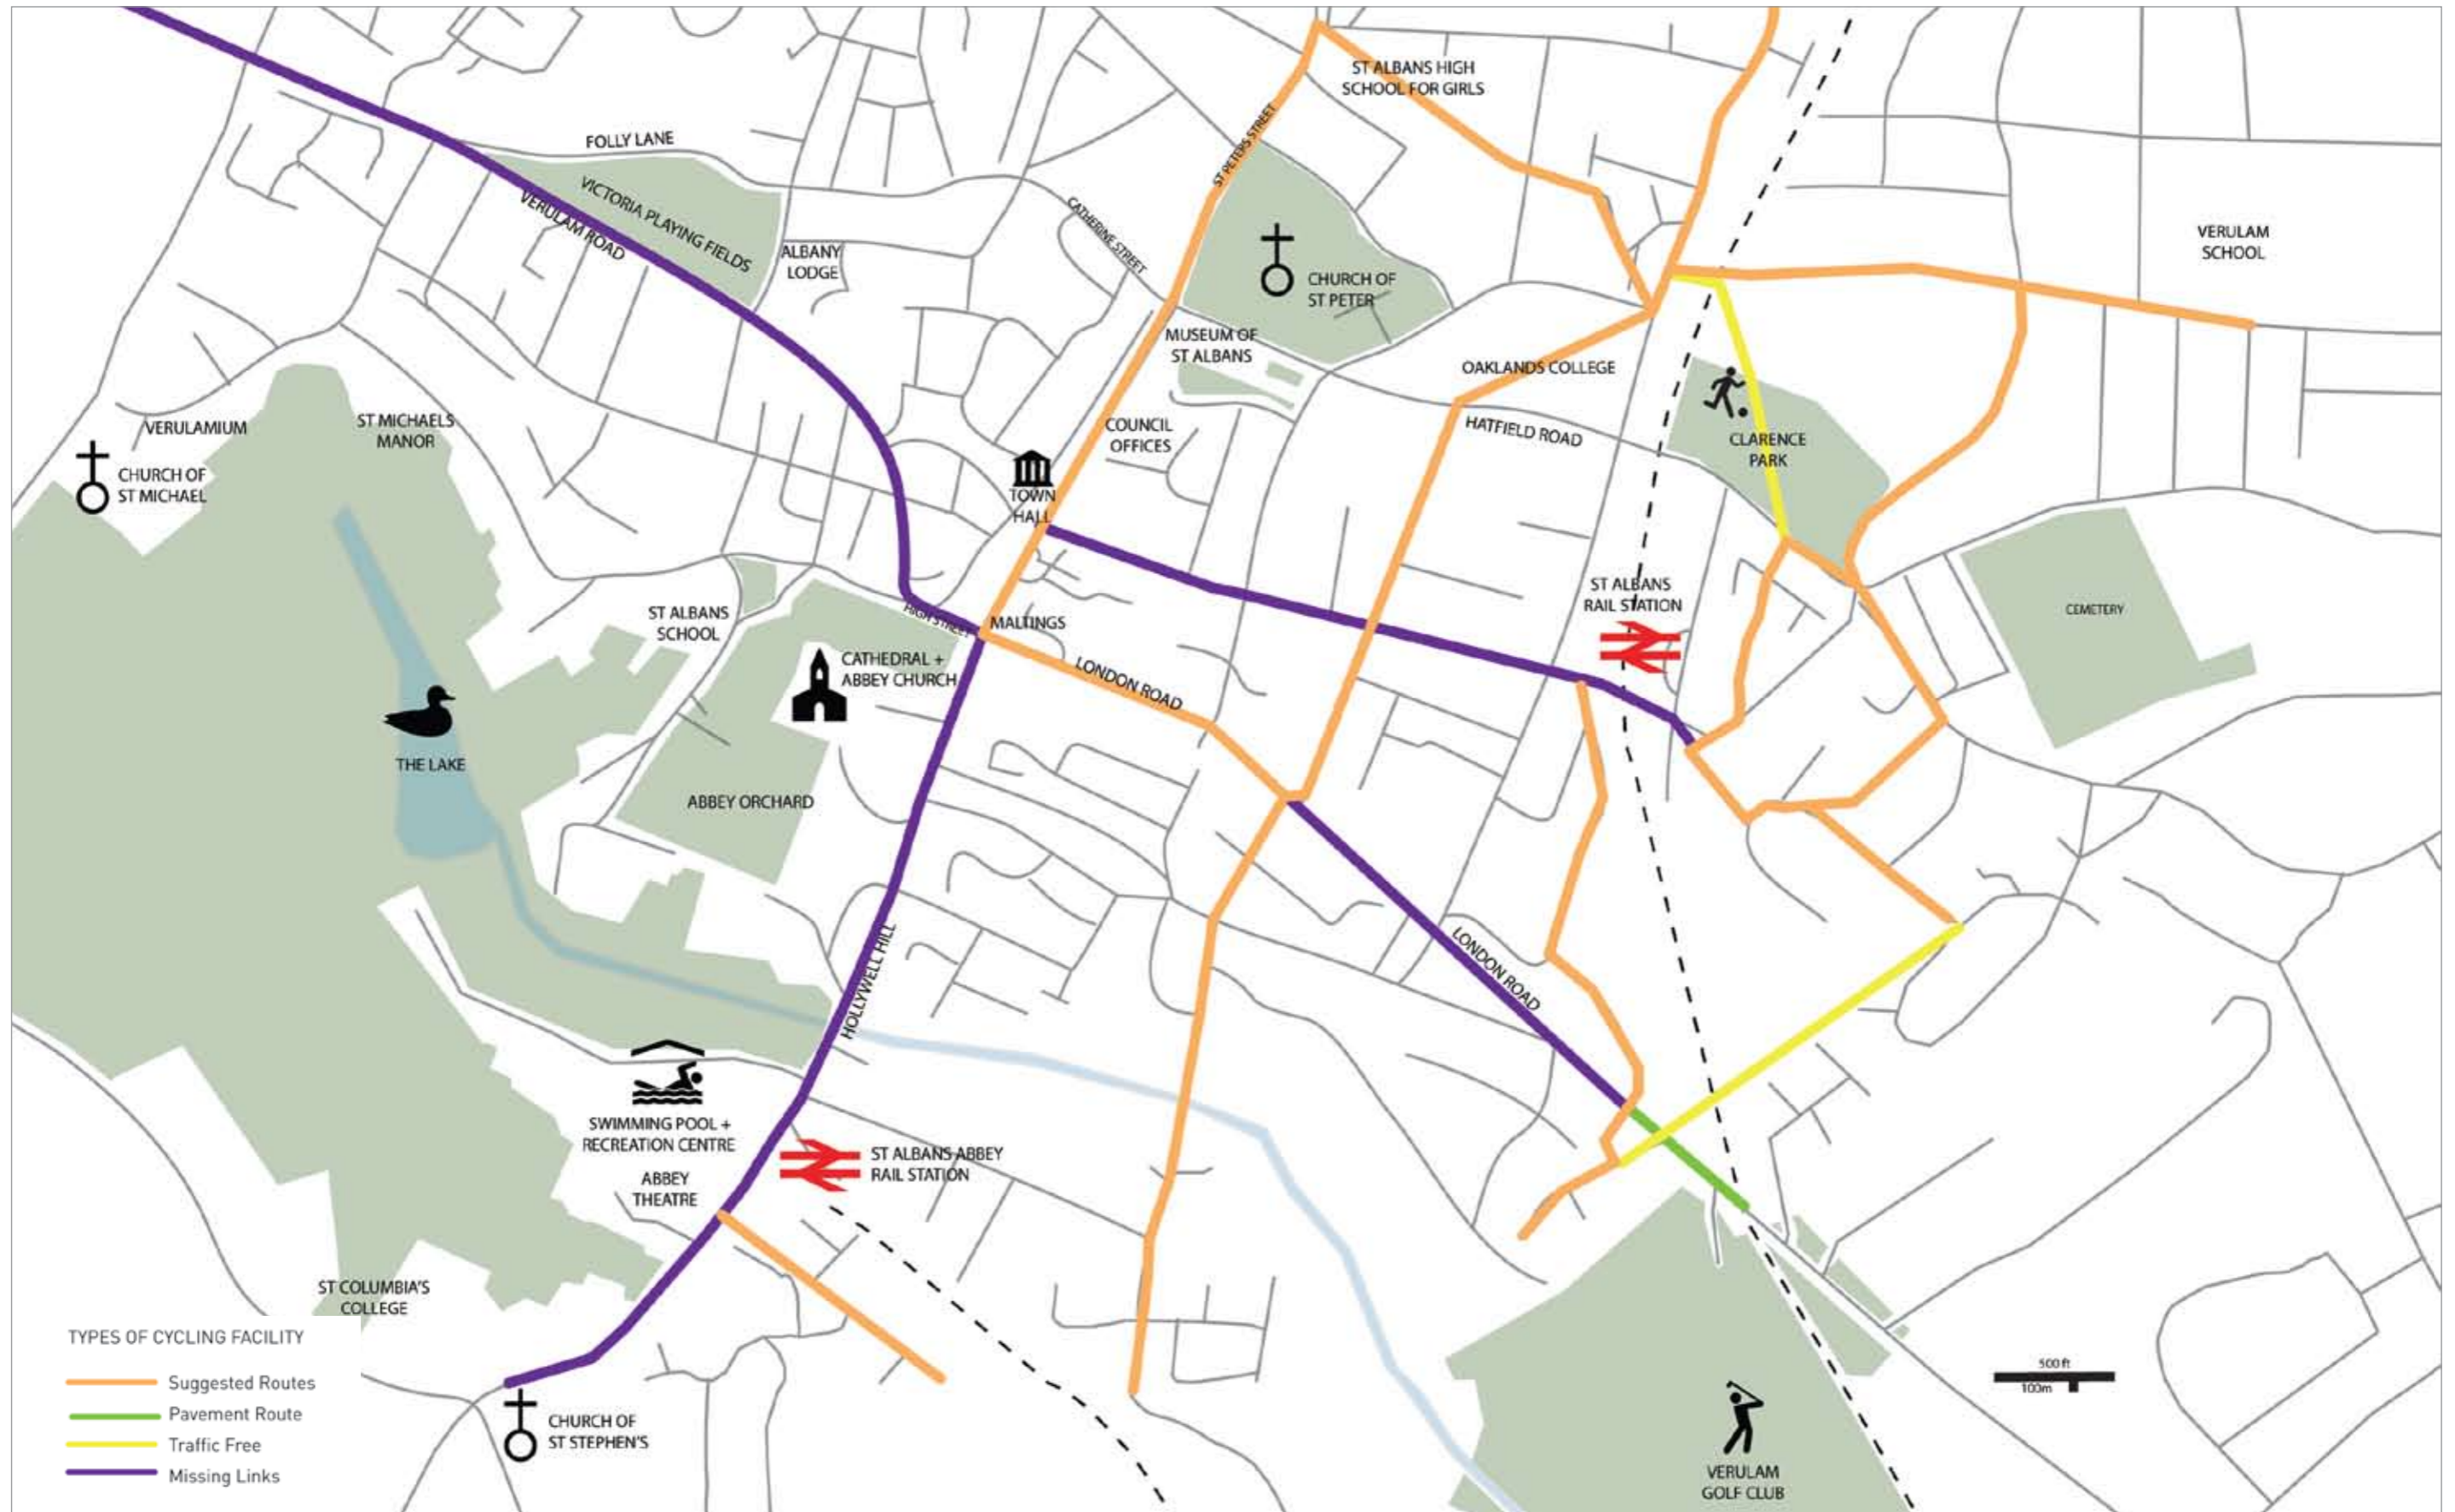 ST ALBANS HIGH
SCHOOL FOR GIRLS
ST PETERS STREET
FOLLY LANE
VICTORIA PLAYING FIELDS
VERULAM ROAD
CATHERINE STREET
ALBANY
LODGE
VERULAM
SCHOOL
CHURCH OF
ST PETER
MUSEUM OF
ST ALBANS
OAKLANDS COLLEGE
HATFIELD ROAD
CLARENCE
PARK
COUNCIL
OFFICES
VERULAMIUM
ST MICHAELS
MANOR
CHURCH OF
ST MICHAEL
TOWN
HALL
ST ALBANS
RAIL STATION
CEMETERY
ST ALBANS
SCHOOL
HIGH STREET
MALTINGS
CATHEDRAL +
ABBEY CHURCH
LONDON ROAD
THE LAKE
ABBEY ORCHARD
HOLLYWELL HILL
LONDON ROAD
SWIMMING POOL +
RECREATION CENTRE
ABBEY
THEATRE
ST ALBANS ABBEY
RAIL STATION
ST COLUMBIA'S
COLLEGE
TYPES OF CYCLING FACILITY
Suggested Routes
Pavement Route
Traffic Free
Missing Links
CHURCH OF
ST STEPHEN'S
500 ft
100m
VERULAM
GOLF CLUB